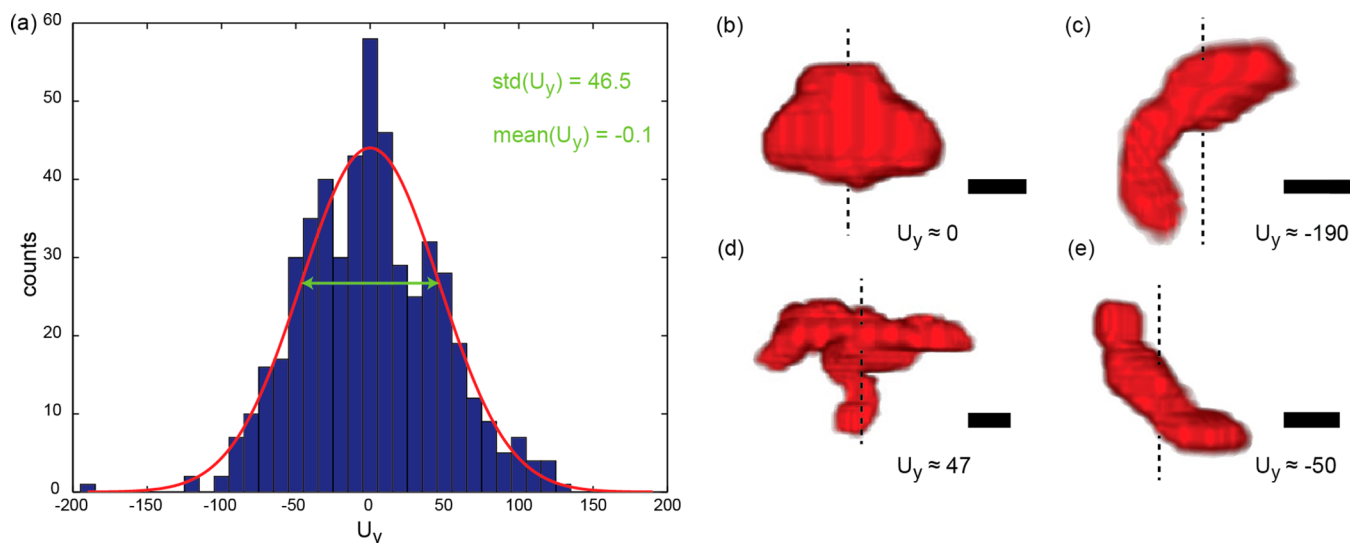 (a)
60
50
40
30
20
10
0
counts
-200 -150 -100 -50 0 50 100 150 200
U_y
std(U_y) = 46.5
mean(U_y) = -0.1
(b)
U_y ≈ 0
(c)
U_y ≈ -190
(d)
U_y ≈ 47
(e)
U_y ≈ -50